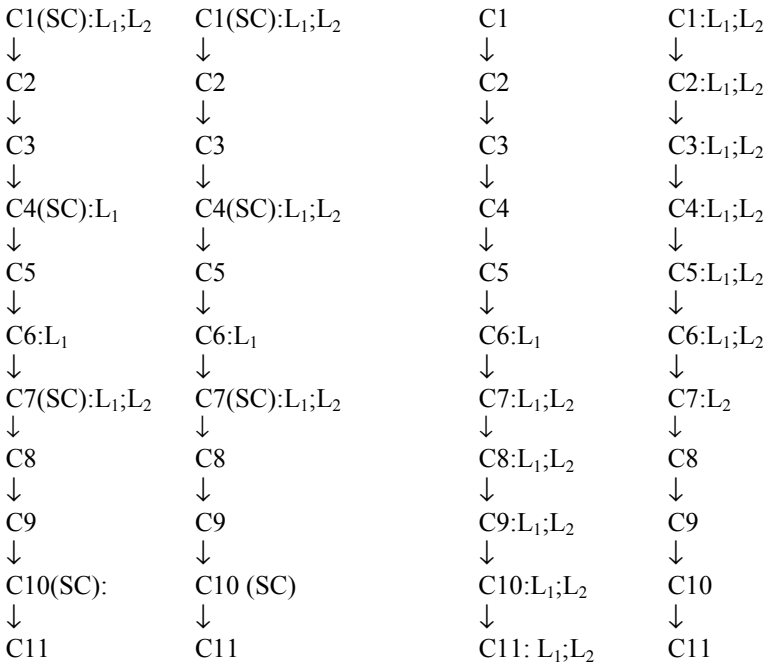 C1(SC):L₁;L₂ C1(SC):L₁;L₂ C1 C1:L₁;L₂
↓ ↓ ↓ ↓
C2 C2 C2 C2:L₁;L₂
↓ ↓ ↓ ↓
C3 C3 C3 C3:L₁;L₂
↓ ↓ ↓ ↓
C4(SC):L₁ C4(SC):L₁;L₂ C4 C4:L₁;L₂
↓ ↓ ↓ ↓
C5 C5 C5 C5:L₁;L₂
↓ ↓ ↓ ↓
C6:L₁ C6:L₁ C6:L₁ C6:L₁;L₂
↓ ↓ ↓ ↓
C7(SC):L₁;L₂ C7(SC):L₁;L₂ C7:L₁;L₂ C7:L₂
↓ ↓ ↓ ↓
C8 C8 C8:L₁;L₂ C8
↓ ↓ ↓ ↓
C9 C9 C9:L₁;L₂ C9
↓ ↓ ↓ ↓
C10(SC): C10 (SC) C10:L₁;L₂ C10
↓ ↓ ↓ ↓
C11 C11 C11: L₁;L₂ C11